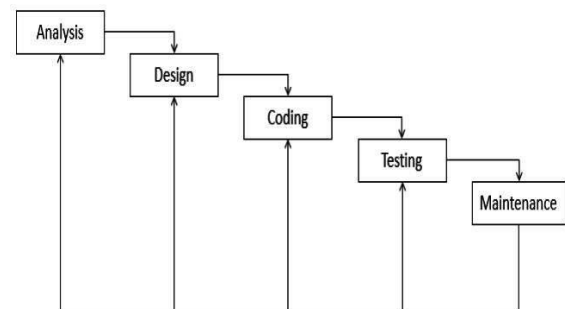 Analysis
Design
Coding
Testing
Maintenance